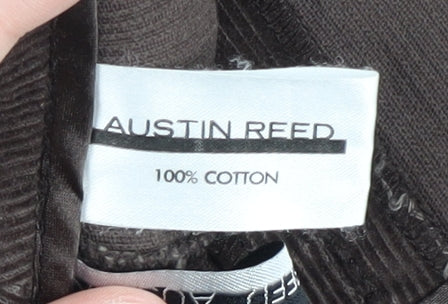 AUSTIN REED
100% COTTON